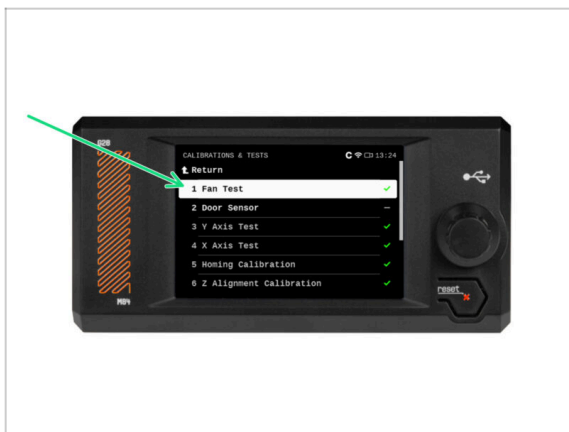 G28
CALIBRATIONS & TESTS
C 13:24
Return
1 Fan Test
2 Door Sensor
3 Y Axis Test
4 X Axis Test
5 Homing Calibration
6 Z Alignment Calibration
reset
M84